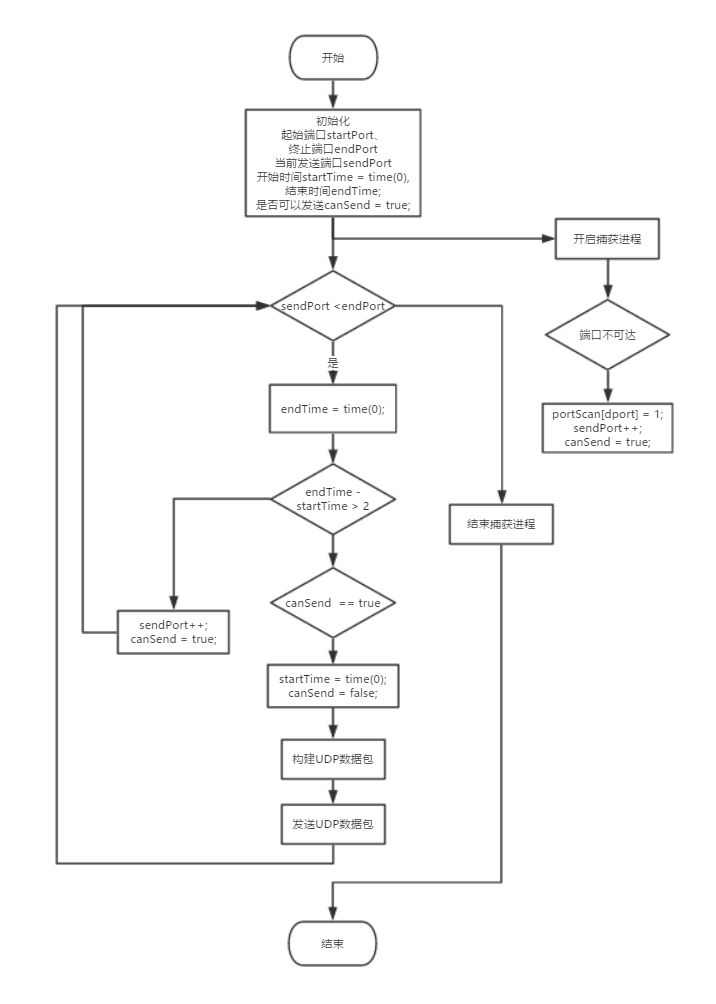 开始
初始化
起始端口startPort、
终止端口endPort
当前发送端口sendPort
开始时间startTime = time(0),
结束时间endTime;
是否可以发送canSend = true;
开启捕获进程
sendPort <endPort
端口不可达
是
endTime = time(0);
portScan[dport] = 1;
sendPort++;
canSend = true;
endTime -
startTime > 2
结束捕获进程
canSend  == true
sendPort++;
canSend = true;
startTime = time(0);
canSend = false;
构建UDP数据包
发送UDP数据包
结束